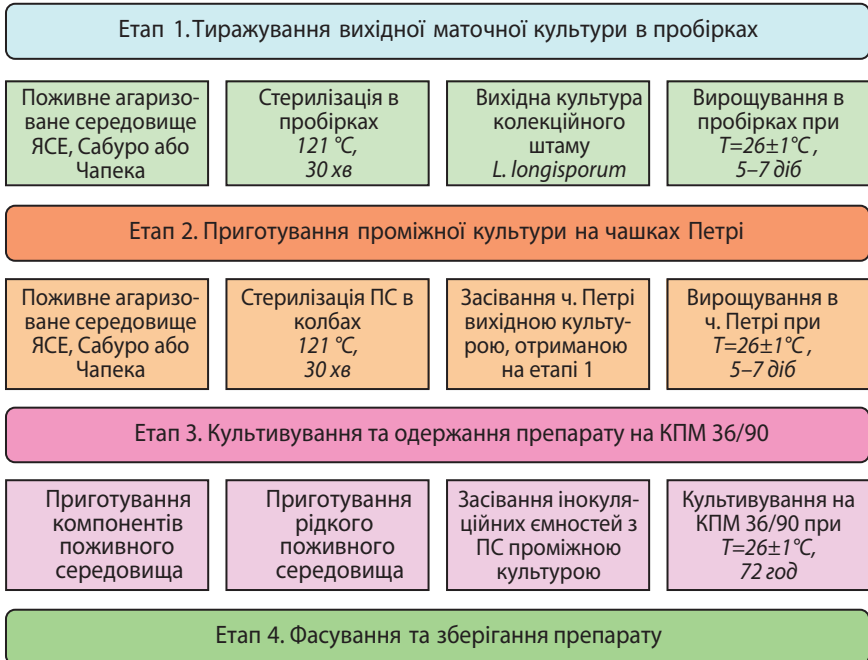 Етап 1. Тиражування вихідної маточної культури в пробірках
Поживне агаризо-
ване середовище
ЯСЕ, Сабуро або
Чапека
Стерилізація в
пробірках
121 °C,
30 хв
Вихідна культура
колекційного
штаму
L. longisporum
Вирощування в
пробірках при
T=26±1°C ,
5–7 діб
Етап 2. Приготування проміжної культури на чашках Петрі
Поживне агаризо-
ване середовище
ЯСЕ, Сабуро або
Чапека
Стерилізація ПС в
колбах
121 °C,
30 хв
Засівання ч. Петрі
вихідною культу-
рою, отриманою
на етапі 1
Вирощування в
ч. Петрі при
T=26±1°C ,
5–7 діб
Етап 3. Культивування та одержання препарату на КПМ 36/90
Приготування
компонентів
поживного
середовища
Приготування
рідкого
поживного
середовища
Засівання інокуля-
ційних ємностей з
ПС проміжною
культурою
Культивування на
КПМ 36/90 при
T=26±1°C,
72 год
Етап 4. Фасування та зберігання препарату